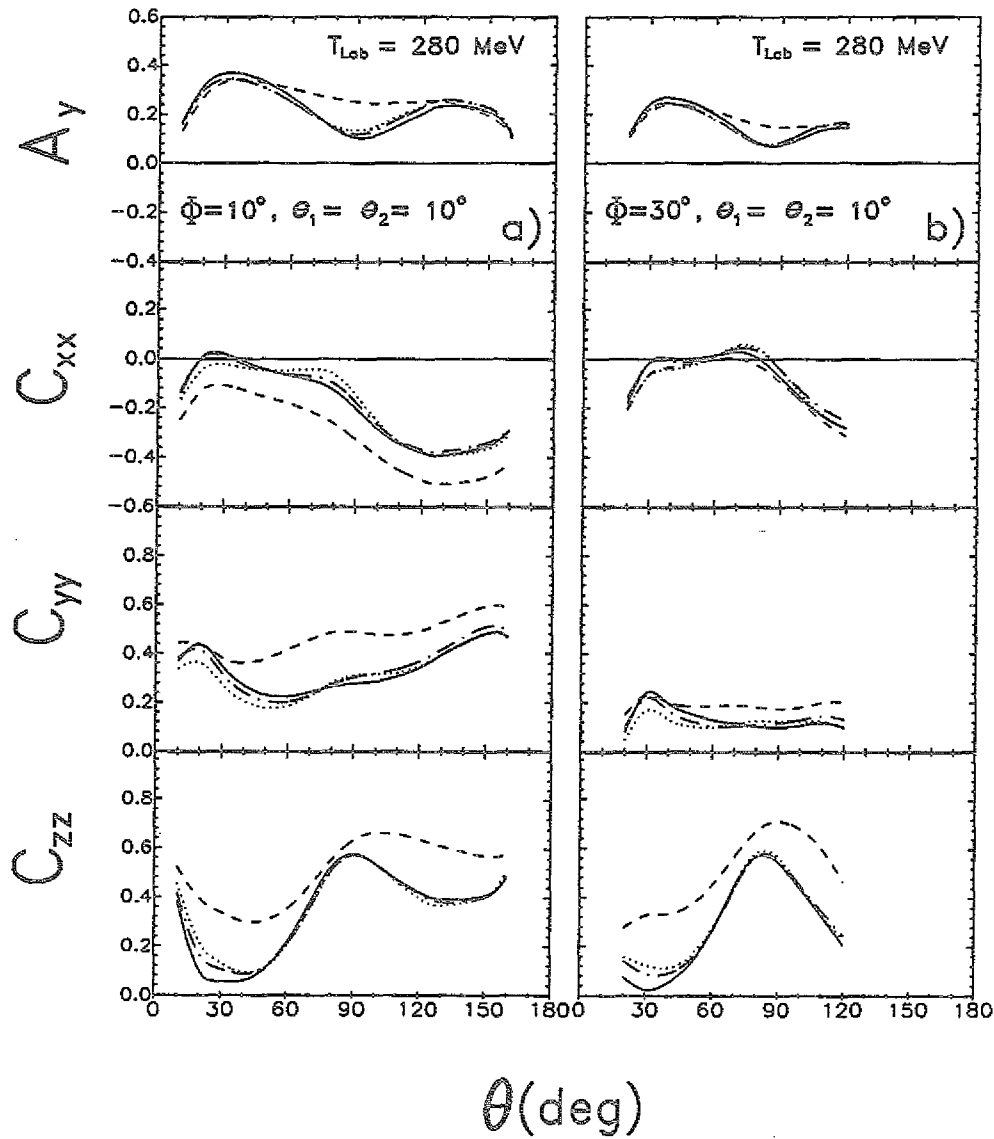 0.6
T_Lab = 280 MeV
T_Lab = 280 MeV
0.4
A_y
0.2
0.0
−0.2
Φ=10°, θ₁= θ₂= 10°
a)
Φ=30°, θ₁= θ₂= 10°
b)
−0.4
0.2
C_xx
0.0
−0.2
−0.4
−0.6
0.8
C_yy
0.6
0.4
0.2
0.0
0.8
C_zz
0.6
0.4
0.2
0.0
0 30 60 90 120 150 180 0 30 60 90 120 150 180
θ(deg)